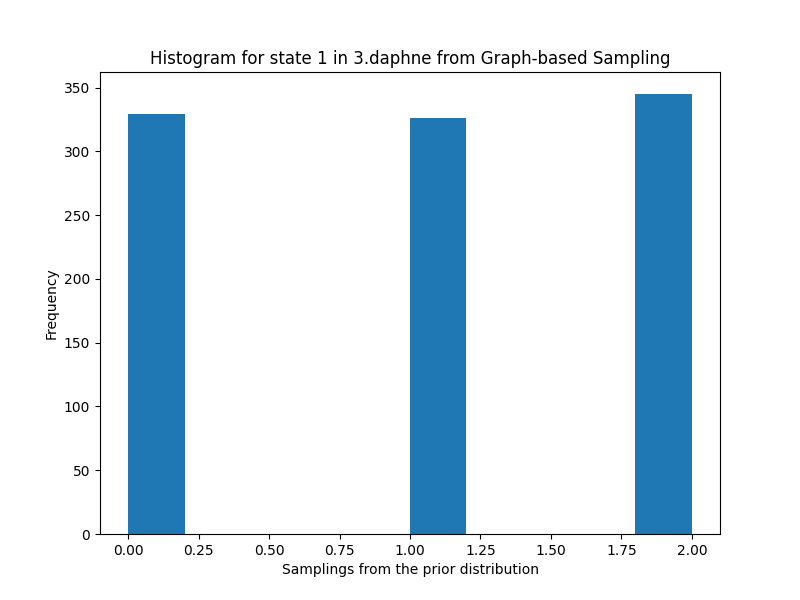 Histogram for state 1 in 3.daphne from Graph-based Sampling
350
300
250
200
150
100
50
0
Frequency
0.00 0.25 0.50 0.75 1.00 1.25 1.50 1.75 2.00
Samplings from the prior distribution